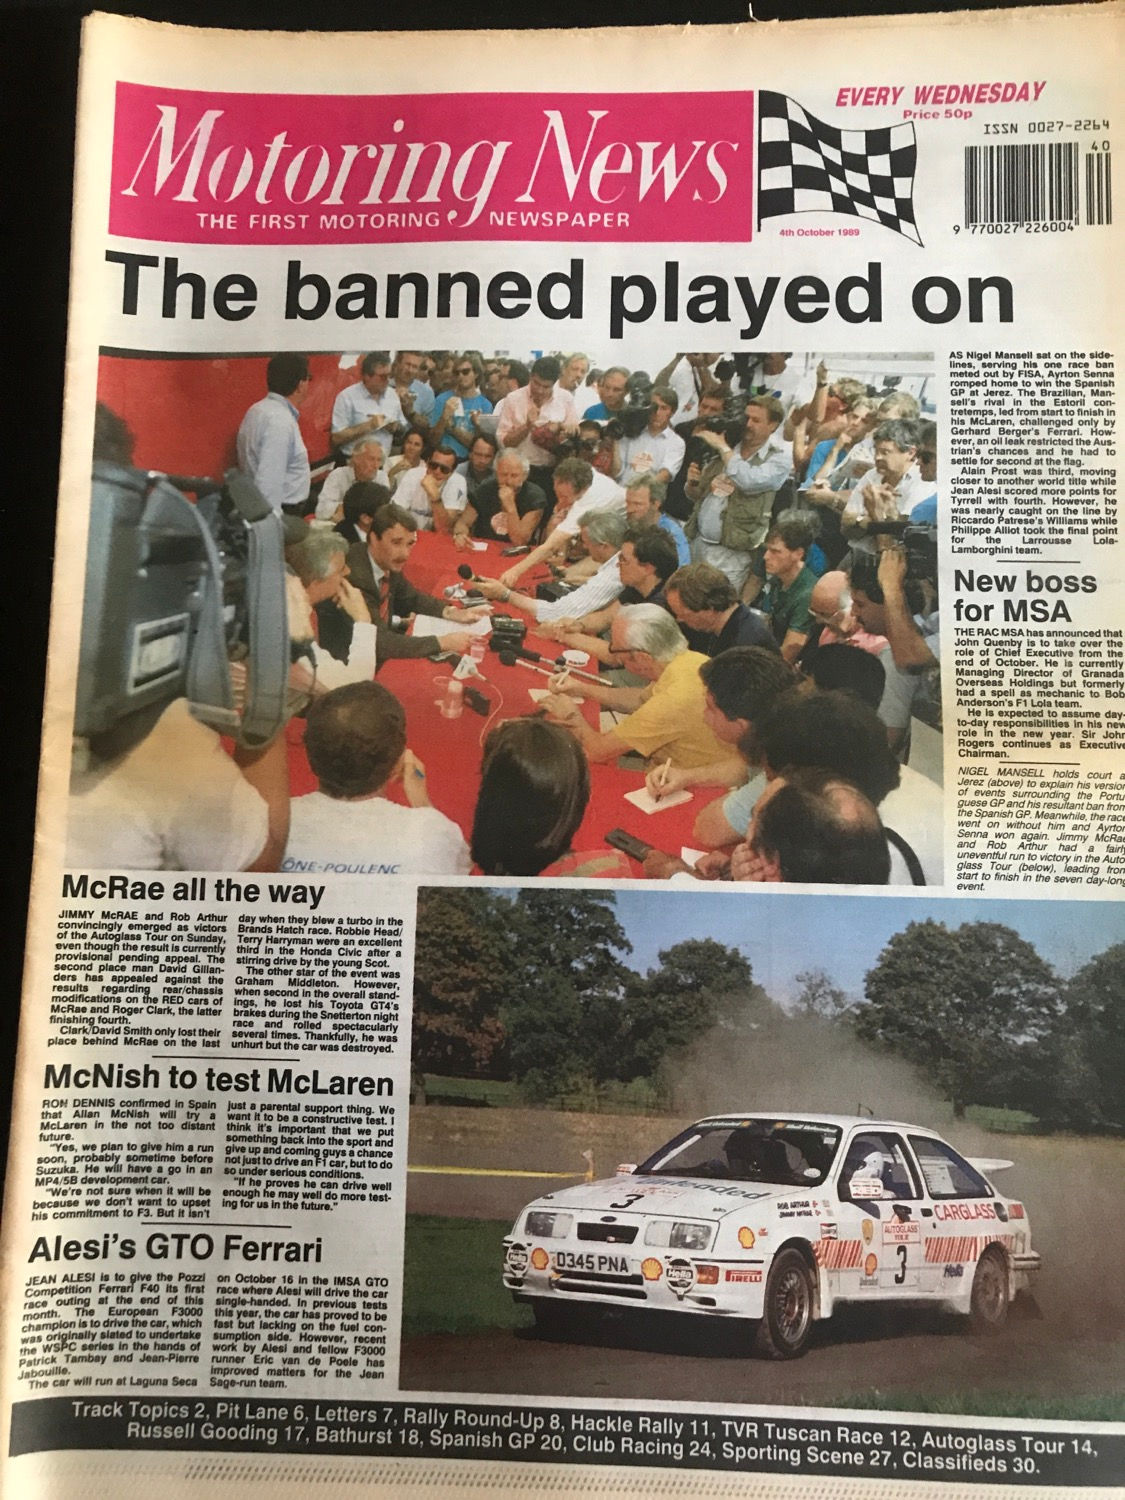 Motoring News
THE FIRST MOTORING NEWSPAPER
EVERY WEDNESDAY
Price 50p
ISSN 0027-2264
40
9 770027 226004
4th October 1989
The banned played on
AS Nigel Mansell sat on the side-
lines, serving his one race ban
meted out by FISA, Ayrton Senna
romped home to win the Spanish
GP at Jerez. The Brazilian, Man-
sell's rival in the Estoril con-
tretemps, led from start to finish in
his McLaren, challenged only by
Gerhard Berger's Ferrari. How-
ever, an oil leak restricted the Aus-
trian's chances and he had to
settle for second at the flag.
Alain Prost was third, moving
closer to another world title while
Jean Alesi scored more points for
Tyrrell with fourth. However, he
was nearly caught on the line by
Riccardo Patrese's Williams while
Philippe Alliot took the final point
for the Larrousse Lola-
Lamborghini team.
New boss
for MSA
THE RAC MSA has announced that
John Quenby is to take over the
role of Chief Executive from the
end of October. He is currently
Managing Director of Granada
Overseas Holdings but formerly
had a spell as mechanic to Bob
Anderson's F1 Lola team.
He is expected to assume day-
to-day responsibilities in his new
role in the new year. Sir John
Rogers continues as Executive
Chairman.
NIGEL MANSELL holds court a
Jerez (above) to explain his version
of events surrounding the Portu
guese GP and his resultant ban from
the Spanish GP. Meanwhile, the race
went on without him and Ayrton
Senna won again. Jimmy McRae
and Rob Arthur had a fairly
uneventful run to victory in the Auto
glass Tour (below), leading from
start to finish in the seven day-long
event.
ÔNE-POULENC
McRae all the way
JIMMY McRAE and Rob Arthur
convincingly emerged as victors
of the Autoglass Tour on Sunday,
even though the result is currently
provisional pending appeal. The
second place man David Gillan-
ders has appealed against the
results regarding rear/chassis
modifications on the RED cars of
McRae and Roger Clark, the latter
finishing fourth.
Clark/David Smith only lost their
place behind McRae on the last
day when they blew a turbo in the
Brands Hatch race. Robbie Head/
Terry Harryman were an excellent
third in the Honda Civic after a
stirring drive by the young Scot.
The other star of the event was
Graham Middleton. However,
when second in the overall stand-
ings, he lost his Toyota GT4's
brakes during the Snetterton night
race and rolled spectacularly
several times. Thankfully, he was
unhurt but the car was destroyed.
McNish to test McLaren
RON DENNIS confirmed in Spain
that Allan McNish will try a
McLaren in the not too distant
future.
"Yes, we plan to give him a run
soon, probably sometime before
Suzuka. He will have a go in an
MP4/5B development car.
"We're not sure when it will be
because we don't want to upset
his commitment to F3. But it isn't
just a parental support thing. We
want it to be a constructive test. I
think it's important that we put
something back into the sport and
give up and coming guys a chance
not just to drive an F1 car, but to do
so under serious conditions.
"If he proves he can drive well
enough he may well do more test-
ing for us in the future."
Alesi's GTO Ferrari
JEAN ALESI is to give the Pozzi
Competition Ferrari F40 its first
race outing at the end of this
month. The European F3000
champion is to drive the car, which
was originally slated to undertake
the WSPC series in the hands of
Patrick Tambay and Jean-Pierre
Jabouille.
The car will run at Laguna Seca
on October 16 in the IMSA GTO
race where Alesi will drive the car
single-handed. In previous tests
this year, the car has proved to be
fast but lacking on the fuel con-
sumption side. However, recent
work by Alesi and fellow F3000
runner Eric van de Poele has
improved matters for the Jean
Sage-run team.
Unleaded
3
ROB ARTHUR
JIMMY McRAE
CARGLASS
AUTOGLASS
TOUR
3
Shell
Hella
D345 PNA
Shell
Hella
PIRELLI
Hella
Track Topics 2, Pit Lane 6, Letters 7, Rally Round-Up 8, Hackle Rally 11, TVR Tuscan Race 12, Autoglass Tour 14,
Russell Gooding 17, Bathurst 18, Spanish GP 20, Club Racing 24, Sporting Scene 27, Classifieds 30.